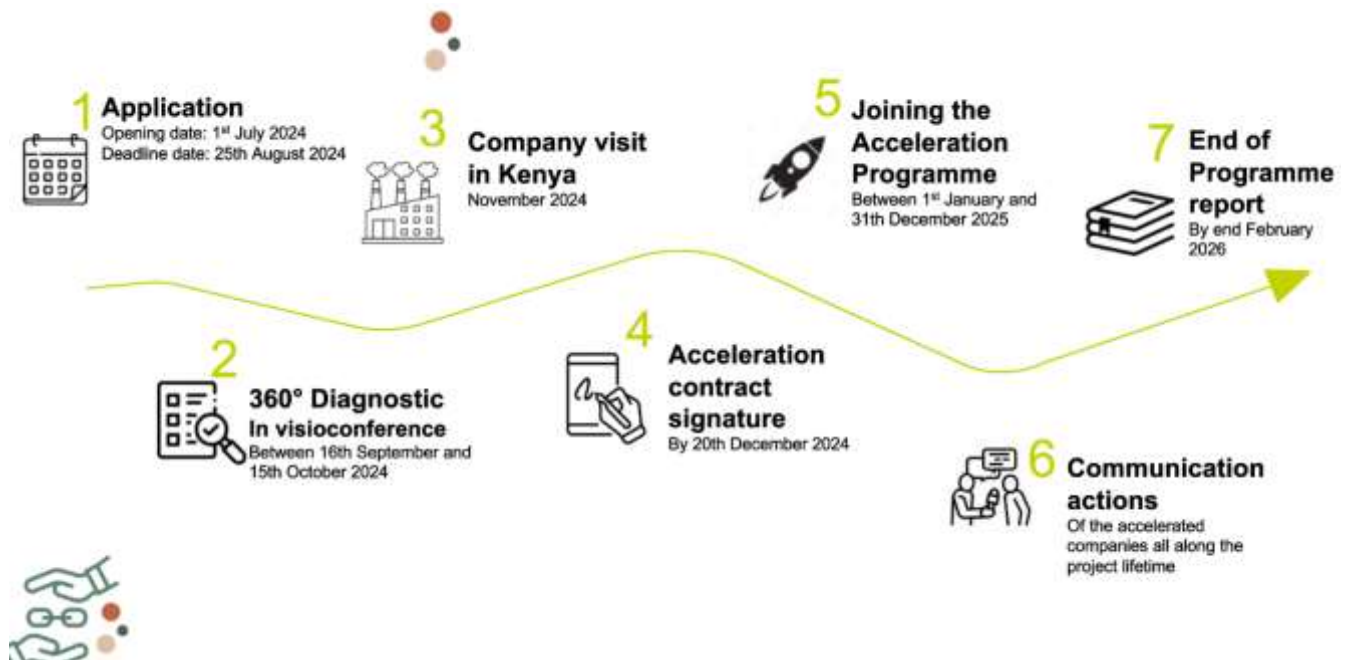 1
Application
Opening date: 1st July 2024
Deadline date: 25th August 2024
2
360° Diagnostic
In visioconference
Between 16th September and
15th October 2024
3
Company visit
in Kenya
November 2024
4
Acceleration
contract
signature
By 20th December 2024
5
Joining the
Acceleration
Programme
Between 1st January and
31th December 2025
6
Communication
actions
Of the accelerated
companies all along the
project lifetime
7
End of
Programme
report
By end February
2026